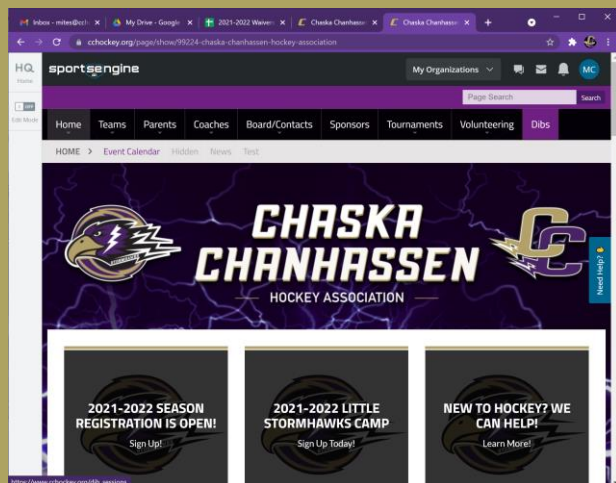 Inbox - mites@cch
My Drive - Google
2021-2022 Waiver
Chaska Chanhassen
Chaska Chanhassen
cchockey.org/page/show/99224-chaska-chanhassen-hockey-association
HQ
Home
sportsengine
My Organizations
MC
OFF
Edit Mode
Page Search
Search
Home Teams Parents Coaches Board/Contacts Sponsors Tournaments Volunteering Dibs
HOME > Event Calendar Hidden News Test
CHASKA
CHANHASSEN
HOCKEY ASSOCIATION
CC
Need Help?
2021-2022 SEASON
REGISTRATION IS OPEN!
Sign Up!
2021-2022 LITTLE
STORMHAWKS CAMP
Sign Up Today!
NEW TO HOCKEY? WE
CAN HELP!
Learn More!
https://www.cchockey.org/dib_sessions